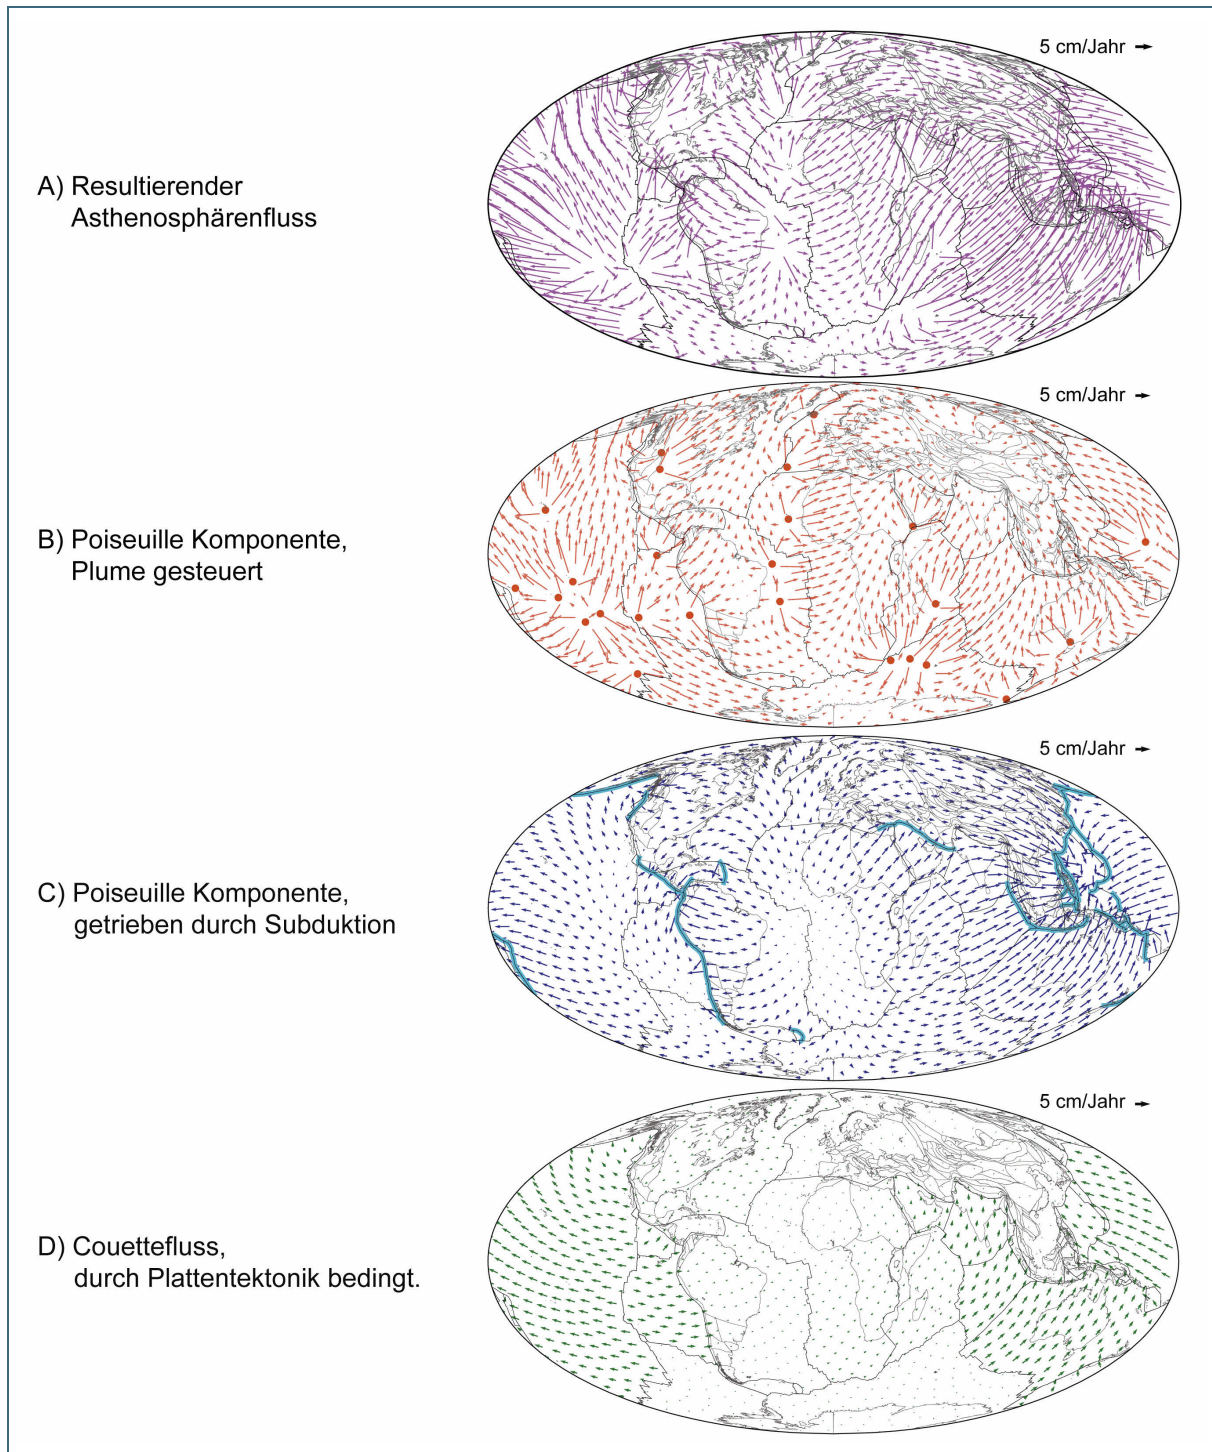 5 cm/Jahr
A) Resultierender
Asthenosphärenfluss
5 cm/Jahr
B) Poiseuille Komponente,
Plume gesteuert
5 cm/Jahr
C) Poiseuille Komponente,
getrieben durch Subduktion
5 cm/Jahr
D) Couettefluss,
durch Plattentektonik bedingt.